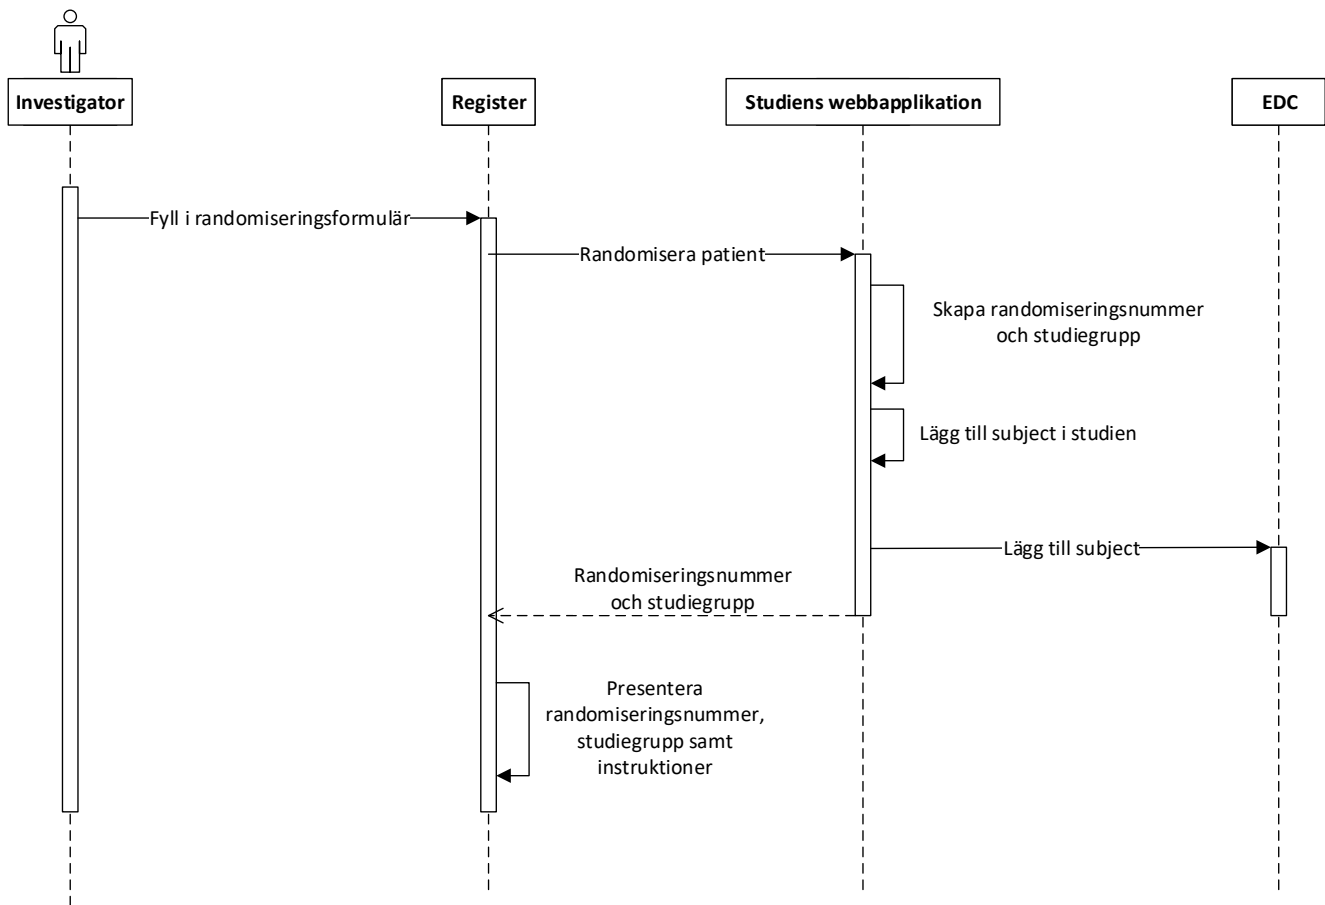 Investigator
Register
Studiens webbapplikation
EDC
Fyll i randomiseringsformulär
Randomisera patient
Skapa randomiseringsnummer
och studiegrupp
Lägg till subject i studien
Lägg till subject
Randomiseringsnummer
och studiegrupp
Presentera
randomiseringsnummer,
studiegrupp samt
instruktioner